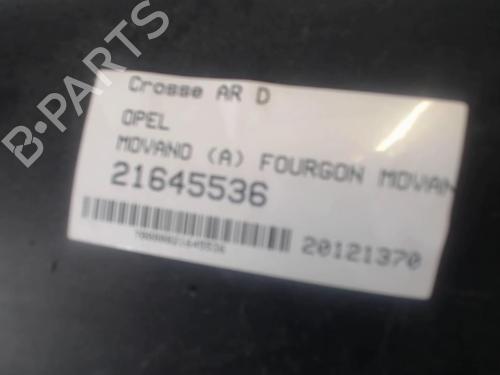 Crosse AR D
OPEL
MOVANO (A) FOURGON MOVAN
21645536
20121370
B-PARTS